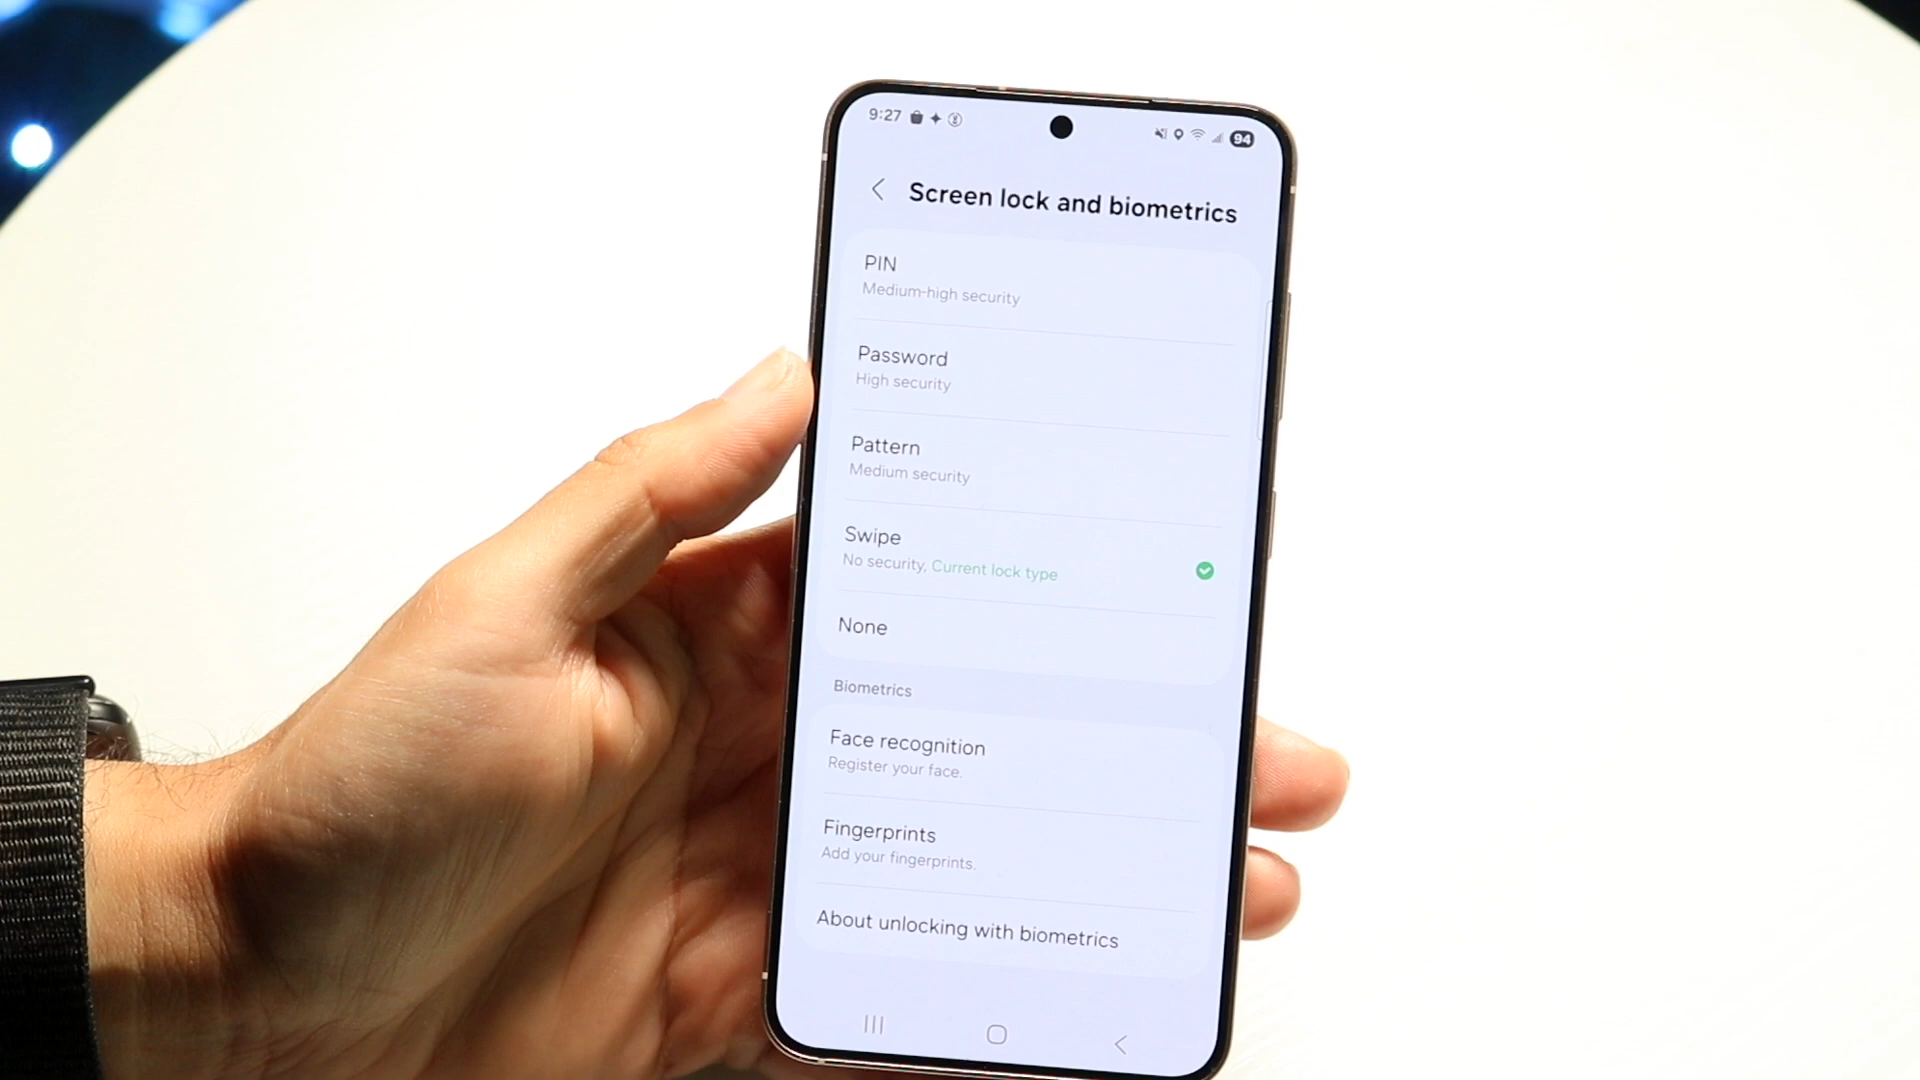 9:27
94
Screen lock and biometrics
PIN
Medium-high security
Password
High security
Pattern
Medium security
Swipe
No security, Current lock type
None
Biometrics
Face recognition
Register your face.
Fingerprints
Add your fingerprints.
About unlocking with biometrics